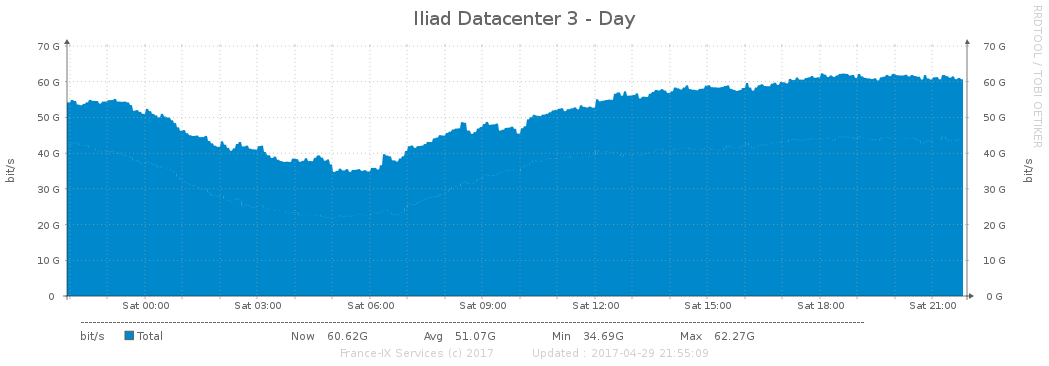 Iliad Datacenter 3 - Day
RRDTOOL / TOBI OETIKER
70 G 70 G
60 G 60 G
50 G 50 G
40 G 40 G
30 G 30 G
20 G 20 G
10 G 10 G
0 0 G
bit/s bit/s
Sat 00:00 Sat 03:00 Sat 06:00 Sat 09:00 Sat 12:00 Sat 15:00 Sat 18:00 Sat 21:00
bit/s Total Now 60.62G Avg 51.07G Min 34.69G Max 62.27G
France-IX Services (c) 2017 Updated : 2017-04-29 21:55:09